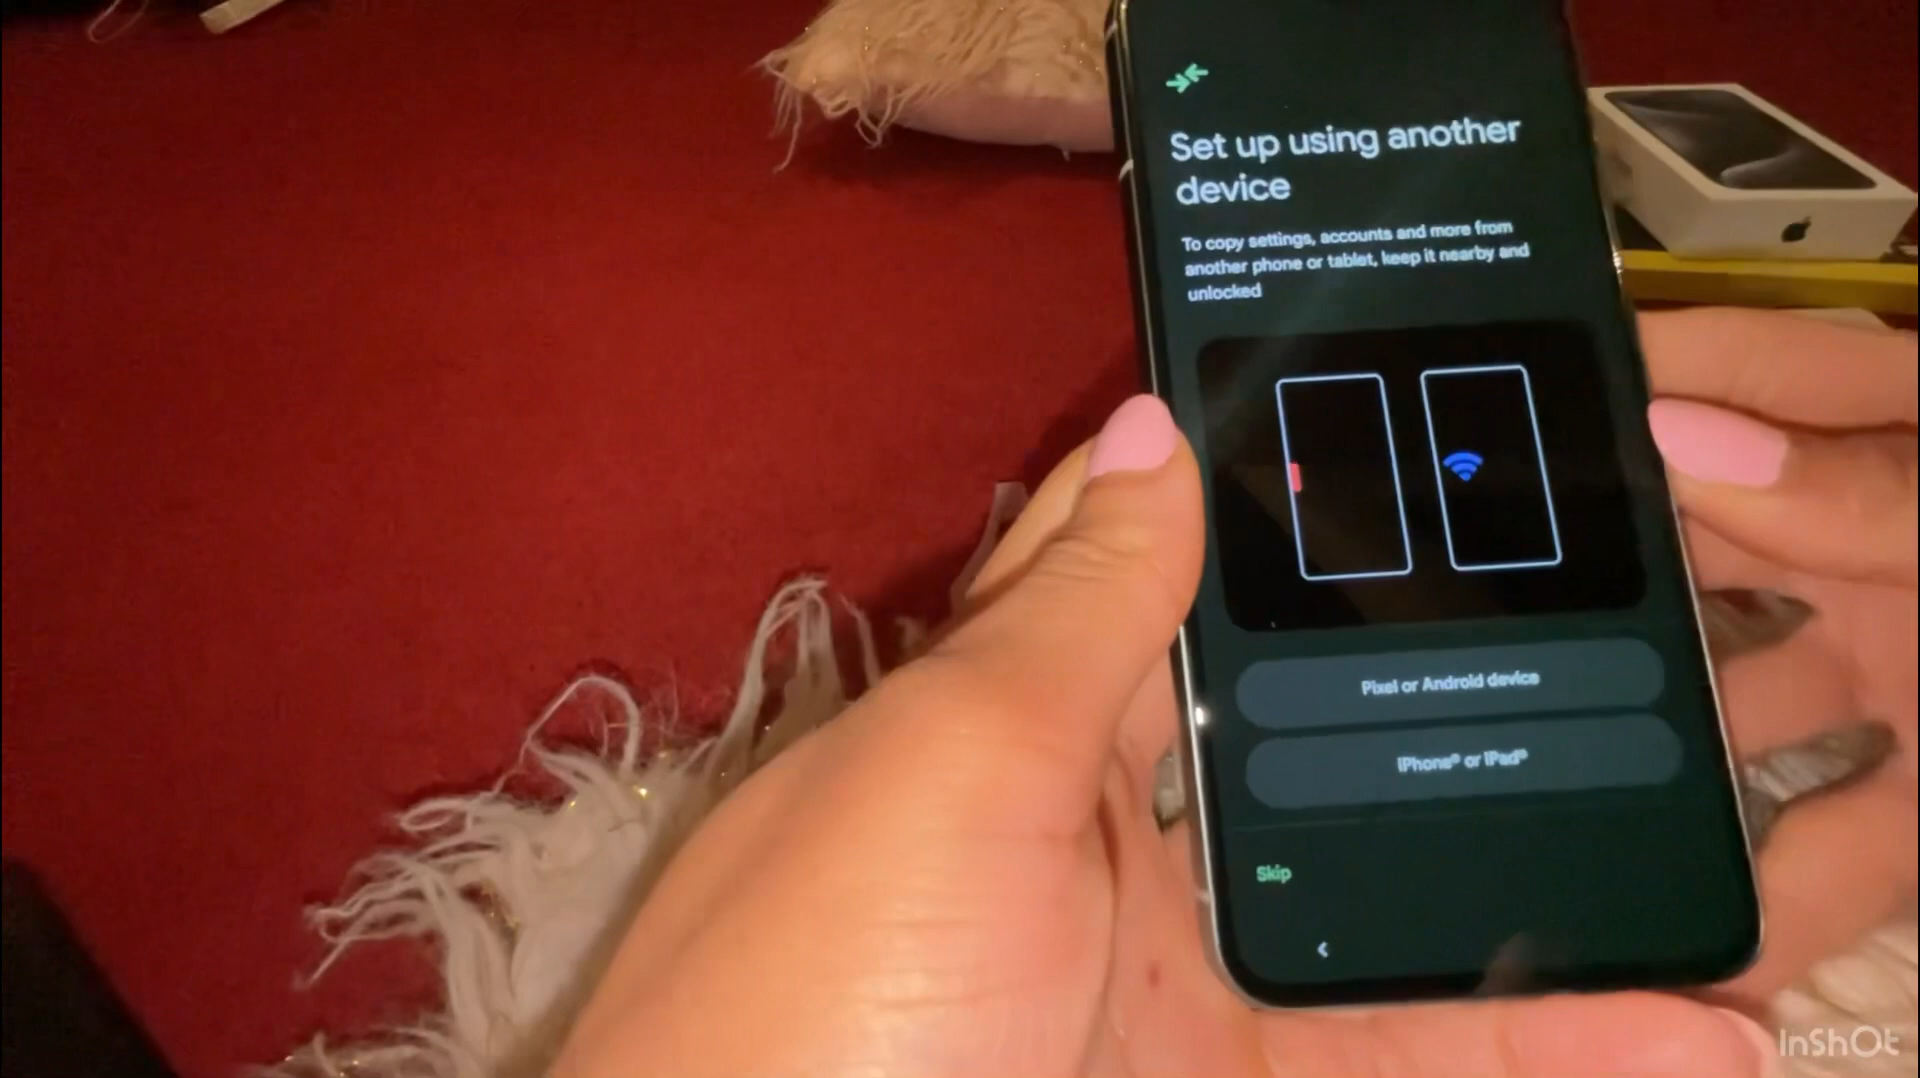 Set up using another
device
To copy settings, accounts and more from
another phone or tablet, keep it nearby and
unlocked
Pixel or Android device
iPhone® or iPad®
Skip
InShOt